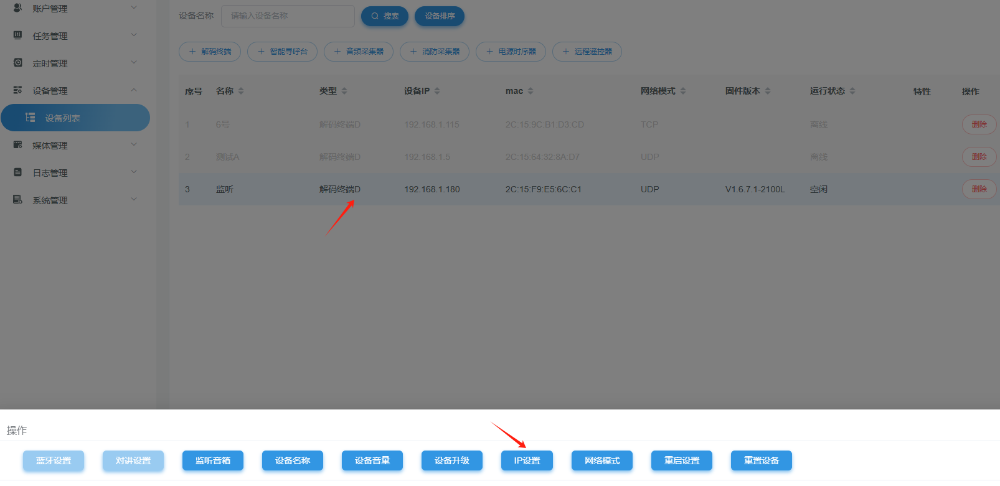 账户管理
任务管理
定时管理
设备管理
设备列表
媒体管理
日志管理
系统管理
设备名称 请输入设备名称 搜索 设备排序
+ 解码终端 + 智能寻呼台 + 音频采集器 + 消防采集器 + 电源时序器 + 远程遥控器
序号 名称 类型 设备IP mac 网络模式 固件版本 运行状态 特性 操作
1 6号 解码终端D 192.168.1.115 2C:15:9C:B1:D3:CD TCP 离线 删除
2 测试A 解码终端D 192.168.1.5 2C:15:64:32:8A:D7 UDP 离线 删除
3 监听 解码终端D 192.168.1.180 2C:15:F9:E5:6C:C1 UDP V1.6.7.1-2100L 空闲 删除
操作
蓝牙设置 对讲设置 监听音箱 设备名称 设备音量 设备升级 IP设置 网络模式 重启设置 重置设备